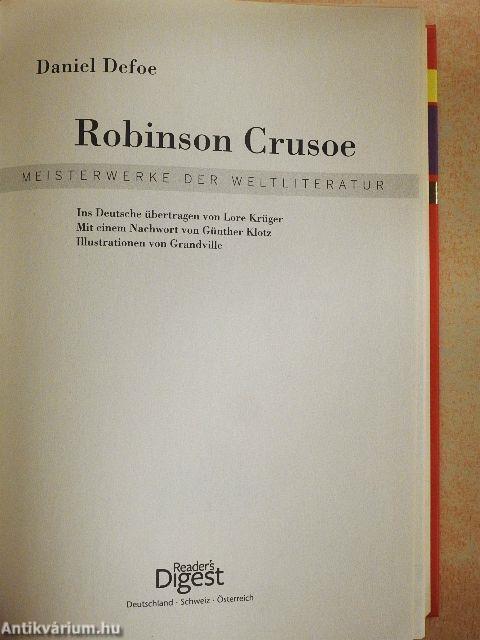 Daniel Defoe
Robinson Crusoe
MEISTERWERKE DER WELTLITERATUR
Ins Deutsche übertragen von Lore Krüger
Mit einem Nachwort von Günther Klotz
Illustrationen von Grandville
Reader's
Digest
Deutschland · Schweiz · Österreich
Antikvárium.hu